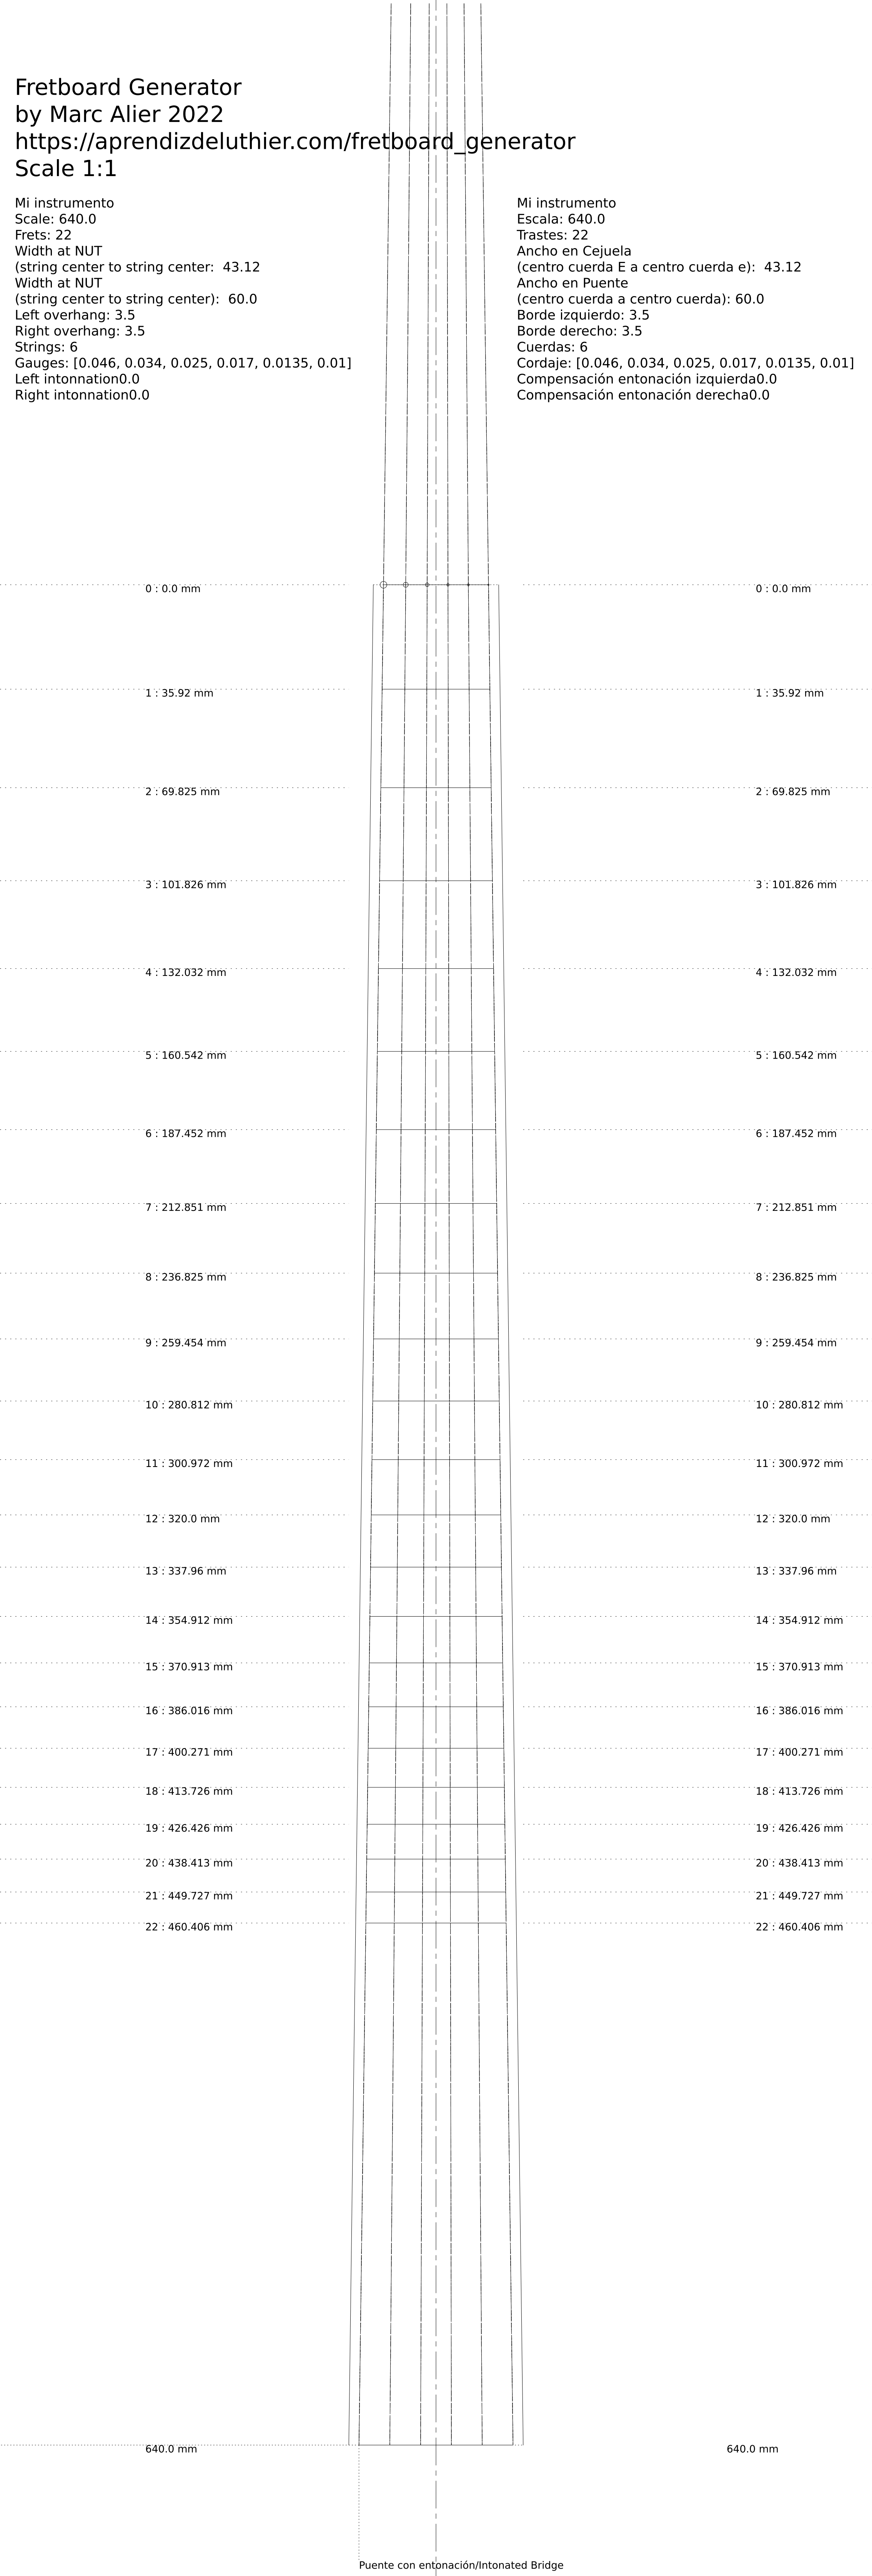 Fretboard Generator
by Marc Alier 2022
https://aprendizdeluthier.com/fretboard_generator
Scale 1:1
Mi instrumento
Scale: 640.0
Frets: 22
Width at NUT
(string center to string center:  43.12
Width at NUT
(string center to string center):  60.0
Left overhang: 3.5
Right overhang: 3.5
Strings: 6
Gauges: [0.046, 0.034, 0.025, 0.017, 0.0135, 0.01]
Left intonnation0.0
Right intonnation0.0
Mi instrumento
Escala: 640.0
Trastes: 22
Ancho en Cejuela
(centro cuerda E a centro cuerda e):  43.12
Ancho en Puente
(centro cuerda a centro cuerda): 60.0
Borde izquierdo: 3.5
Borde derecho: 3.5
Cuerdas: 6
Cordaje: [0.046, 0.034, 0.025, 0.017, 0.0135, 0.01]
Compensación entonación izquierda0.0
Compensación entonación derecha0.0
0 : 0.0 mm
0 : 0.0 mm
1 : 35.92 mm
1 : 35.92 mm
2 : 69.825 mm
2 : 69.825 mm
3 : 101.826 mm
3 : 101.826 mm
4 : 132.032 mm
4 : 132.032 mm
5 : 160.542 mm
5 : 160.542 mm
6 : 187.452 mm
6 : 187.452 mm
7 : 212.851 mm
7 : 212.851 mm
8 : 236.825 mm
8 : 236.825 mm
9 : 259.454 mm
9 : 259.454 mm
10 : 280.812 mm
10 : 280.812 mm
11 : 300.972 mm
11 : 300.972 mm
12 : 320.0 mm
12 : 320.0 mm
13 : 337.96 mm
13 : 337.96 mm
14 : 354.912 mm
14 : 354.912 mm
15 : 370.913 mm
15 : 370.913 mm
16 : 386.016 mm
16 : 386.016 mm
17 : 400.271 mm
17 : 400.271 mm
18 : 413.726 mm
18 : 413.726 mm
19 : 426.426 mm
19 : 426.426 mm
20 : 438.413 mm
20 : 438.413 mm
21 : 449.727 mm
21 : 449.727 mm
22 : 460.406 mm
22 : 460.406 mm
640.0 mm
640.0 mm
Puente con entonación/Intonated Bridge